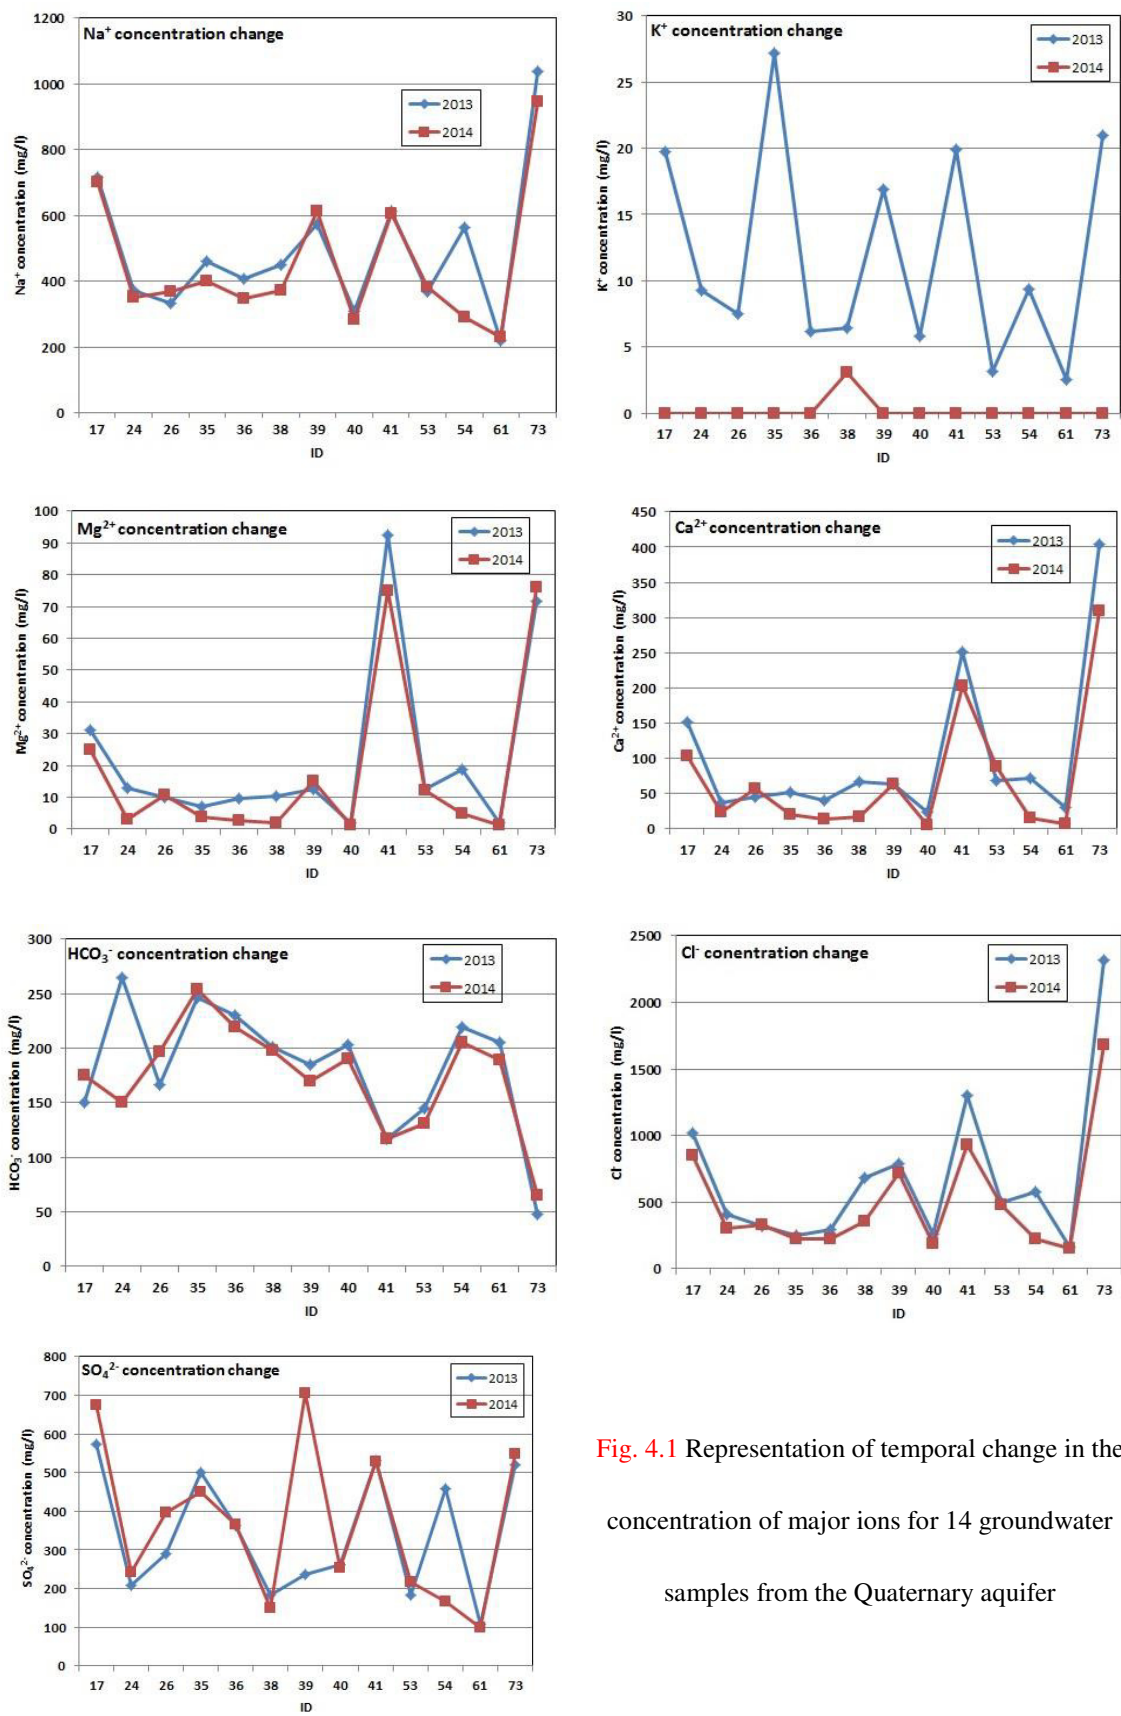 Na⁺ concentration change
2013
2014
1200
1000
800
600
400
200
0
Na⁺ concentration (mg/l)
17 24 26 35 36 38 39 40 41 53 54 61 73
ID
K⁺ concentration change
2013
2014
30
25
20
15
10
5
0
K⁺ concentration (mg/l)
17 24 26 35 36 38 39 40 41 53 54 61 73
ID
Mg²⁺ concentration change
2013
2014
100
90
80
70
60
50
40
30
20
10
0
Mg²⁺ concentration (mg/l)
17 24 26 35 36 38 39 40 41 53 54 61 73
ID
Ca²⁺ concentration change
2013
2014
450
400
350
300
250
200
150
100
50
0
Ca²⁺ concentration (mg/l)
17 24 26 35 36 38 39 40 41 53 54 61 73
ID
HCO₃⁻ concentration change
2013
2014
300
250
200
150
100
50
0
HCO₃⁻ concentration (mg/l)
17 24 26 35 36 38 39 40 41 53 54 61 73
ID
Cl⁻ conentration change
2013
2014
2500
2000
1500
1000
500
0
Cl⁻ concentration (mg/l)
17 24 26 35 36 38 39 40 41 53 54 61 73
ID
SO₄²⁻ concentration change
2013
2014
800
700
600
500
400
300
200
100
0
SO₄²⁻ concentration (mg/l)
17 24 26 35 36 38 39 40 41 53 54 61 73
ID
Fig. 4.1 Representation of temporal change in the
concentration of major ions for 14 groundwater
samples from the Quaternary aquifer